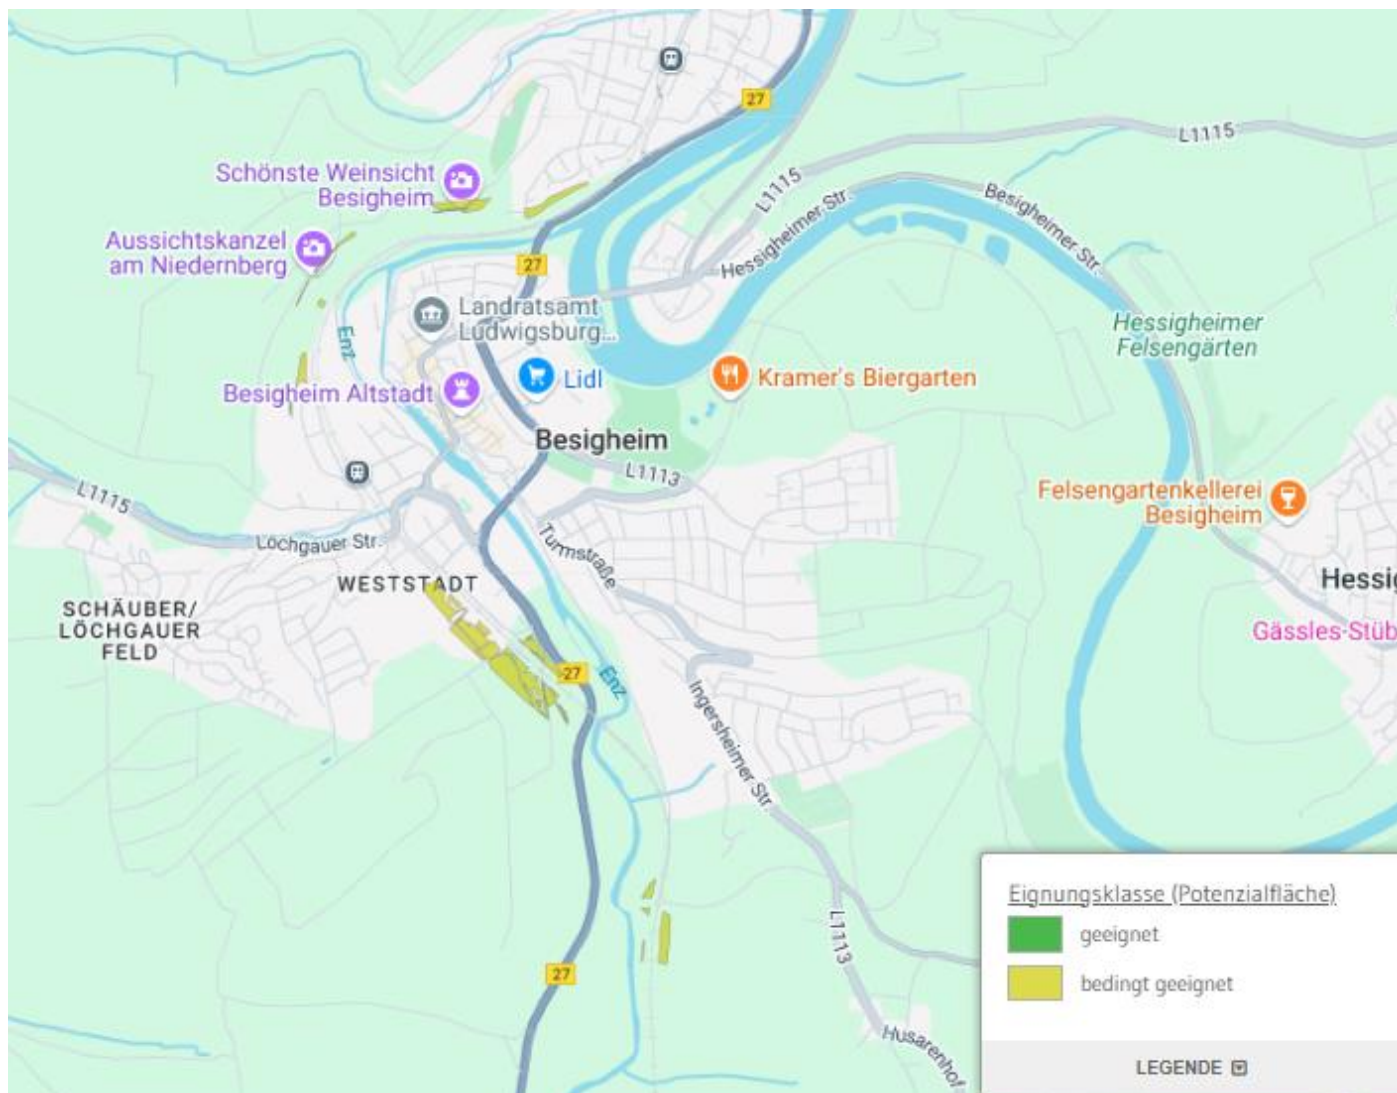 27
L1115
Schönste Weinsicht
Besigheim
L1115
Besigheimer Str.
Hessigheimer Str.
Aussichtskanzel
am Niedernberg
27
Landratsamt
Ludwigsburg...
Enz
Hessigheimer
Felsengärten
Lidl
Kramer's Biergarten
Besigheim Altstadt
Besigheim
L1113
L1115
Felsengartenkellerei
Besigheim
Löchgauer Str.
Turmstraße
WESTSTADT
Hessig
SCHÄUBER/
LÖCHGAUER
FELD
Gässles-Stüb
27
Enz
Ingersheimer Str.
Eignungsklasse (Potenzialfläche)
geeignet
L1113
27
bedingt geeignet
Husarenhof
LEGENDE